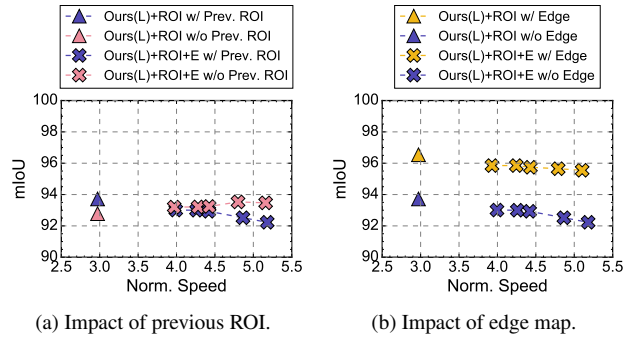 Ours(L)+ROI w/ Prev. ROI
Ours(L)+ROI w/o Prev. ROI
Ours(L)+ROI+E w/ Prev. ROI
Ours(L)+ROI+E w/o Prev. ROI
100
98
96
94
92
90
mIoU
2.5 3.0 3.5 4.0 4.5 5.0 5.5
Norm. Speed
(a) Impact of previous ROI.
Ours(L)+ROI w/ Edge
Ours(L)+ROI w/o Edge
Ours(L)+ROI+E w/ Edge
Ours(L)+ROI+E w/o Edge
100
98
96
94
92
90
mIoU
2.5 3.0 3.5 4.0 4.5 5.0 5.5
Norm. Speed
(b) Impact of edge map.